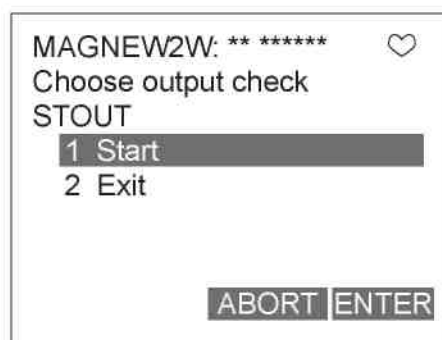 MAGNEW2W: ** ******
Choose output check
STOUT
1 Start
2 Exit
ABORT ENTER